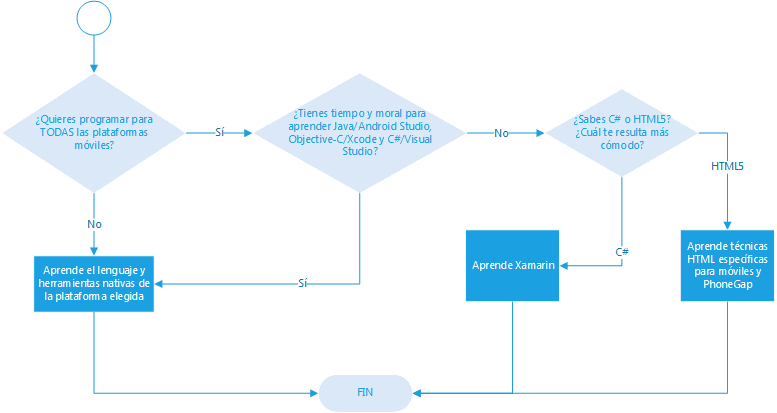 ¿Quieres programar para
TODAS las plataformas
móviles?
Sí
¿Tienes tiempo y moral para
aprender Java/Android Studio,
Objective-C/Xcode y C#/Visual
Studio?
No
¿Sabes C# o HTML5?
¿Cuál te resulta más
cómodo?
HTML5
No
Aprende el lenguaje y
herramientas nativas de
la plataforma elegida
Sí
Aprende Xamarin
C#
Aprende técnicas
HTML específicas
para móviles y
PhoneGap
FIN